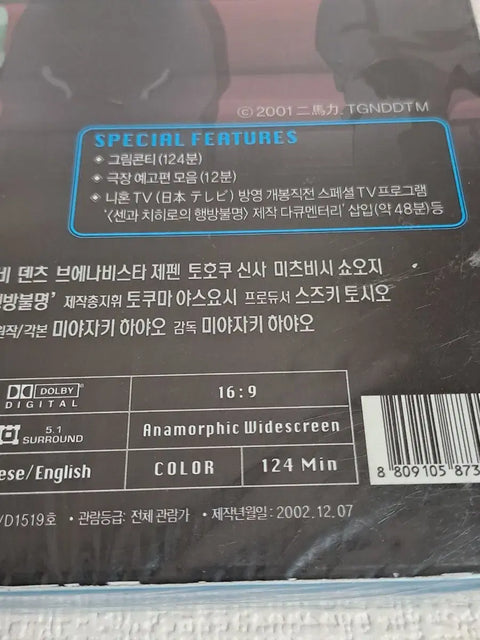 ⓒ2001 二馬力. TGNDDTM
SPECIAL FEATURES
◈ 그림콘티(124분)
◈ 극장 예고편 모음(12분)
◈ 니혼TV(日本 テレビ) 방영 개봉직전 스페셜TV프로그램
'<센과 치히로의 행방불명> 제작 다큐멘터리' 삽입(약 48분)등
비 덴츠 브에나비스타 제펜 토호쿠 신사 미츠비시 쇼오지
행방불명' 제작총지휘 토쿠마 야스요시 프로듀서 스즈키 토시오
원작/각본 미야자키 하야오 감독 미야자키 하야오
DOLBY
DIGITAL
16:9
5.1
SURROUND
Anamorphic Widescreen
ese/English
COLOR
124 Min
8 809105 873
/D1519호 • 관람등급: 전체 관람가 • 제작년월일: 2002.12.07